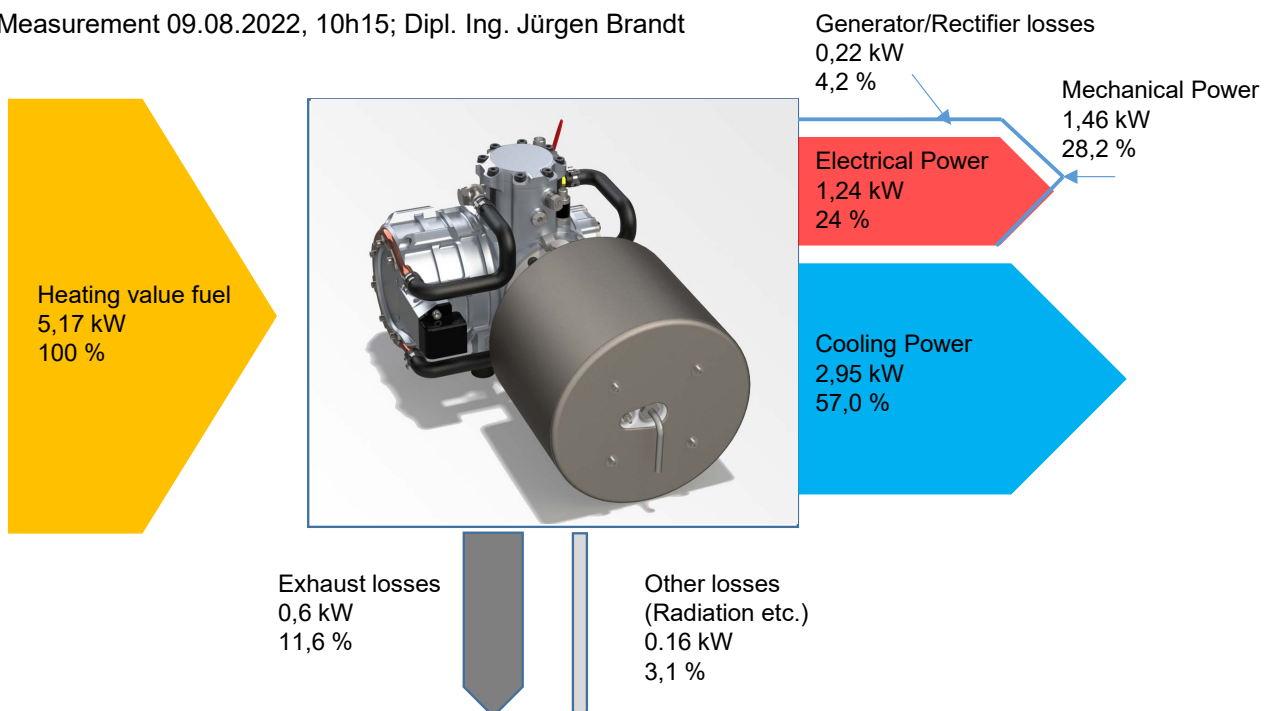 Measurement 09.08.2022, 10h15; Dipl. Ing. Jürgen Brandt
Generator/Rectifier losses
0,22 kW
4,2 %
Mechanical Power
1,46 kW
28,2 %
Electrical Power
1,24 kW
24 %
Heating value fuel
5,17 kW
100 %
Cooling Power
2,95 kW
57,0 %
Exhaust losses
0,6 kW
11,6 %
Other losses
(Radiation etc.)
0.16 kW
3,1 %